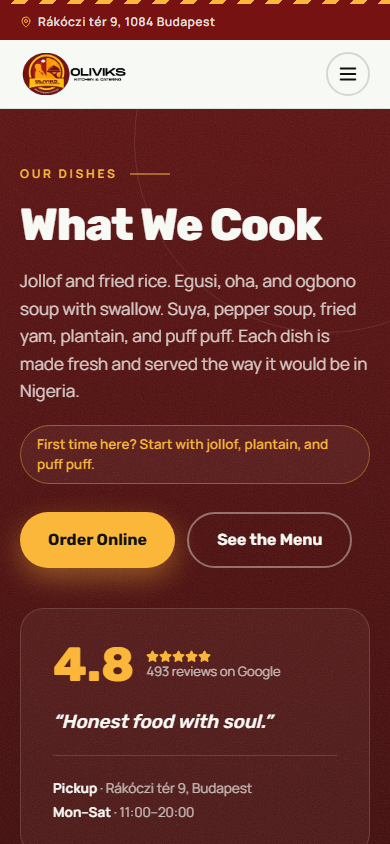 Rákóczi tér 9, 1084 Budapest
OLIVIKS
KITCHEN & CATERING
OUR DISHES
What We Cook
Jollof and fried rice. Egusi, oha, and ogbono
soup with swallow. Suya, pepper soup, fried
yam, plantain, and puff puff. Each dish is
made fresh and served the way it would be in
Nigeria.
First time here? Start with jollof, plantain, and
puff puff.
Order Online
See the Menu
4.8
493 reviews on Google
“Honest food with soul.”
Pickup · Rákóczi tér 9, Budapest
Mon–Sat · 11:00–20:00